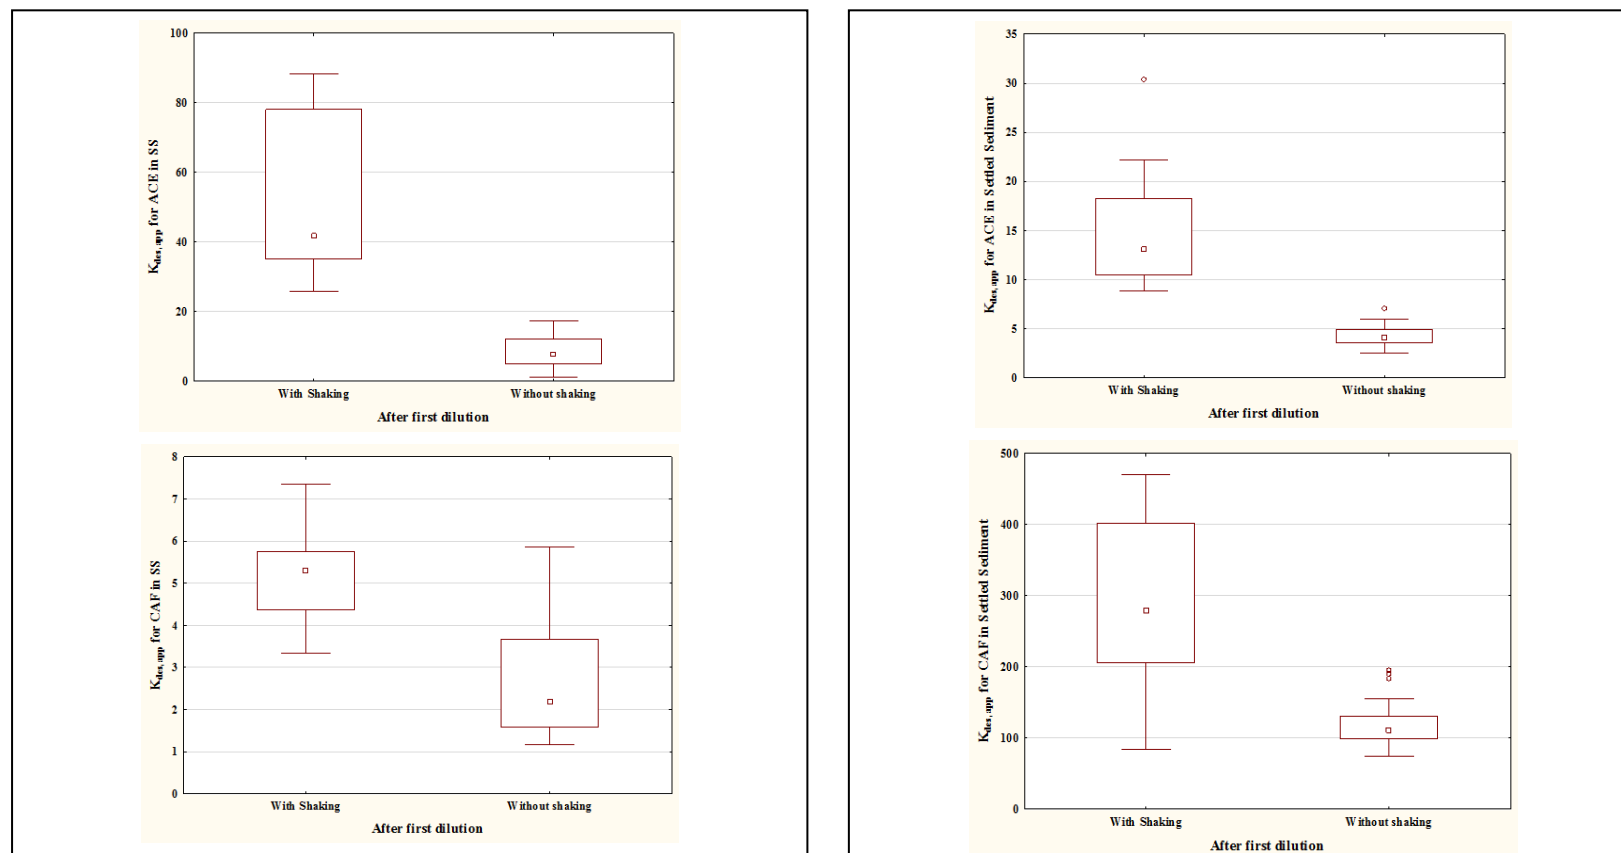 100
80
60
40
20
0
K_des,app for ACE in SS
With Shaking
Without shaking
After first dilution
8
7
6
5
4
3
2
1
0
K_des,app for CAF in SS
With Shaking
Without shaking
After first dilution
35
30
25
20
15
10
5
0
K_des,app for ACE in Settled Sediment
With Shaking
Without shaking
After first dilution
500
400
300
200
100
0
K_des,app for CAF in Settled Sediment
With Shaking
Without shaking
After first dilution